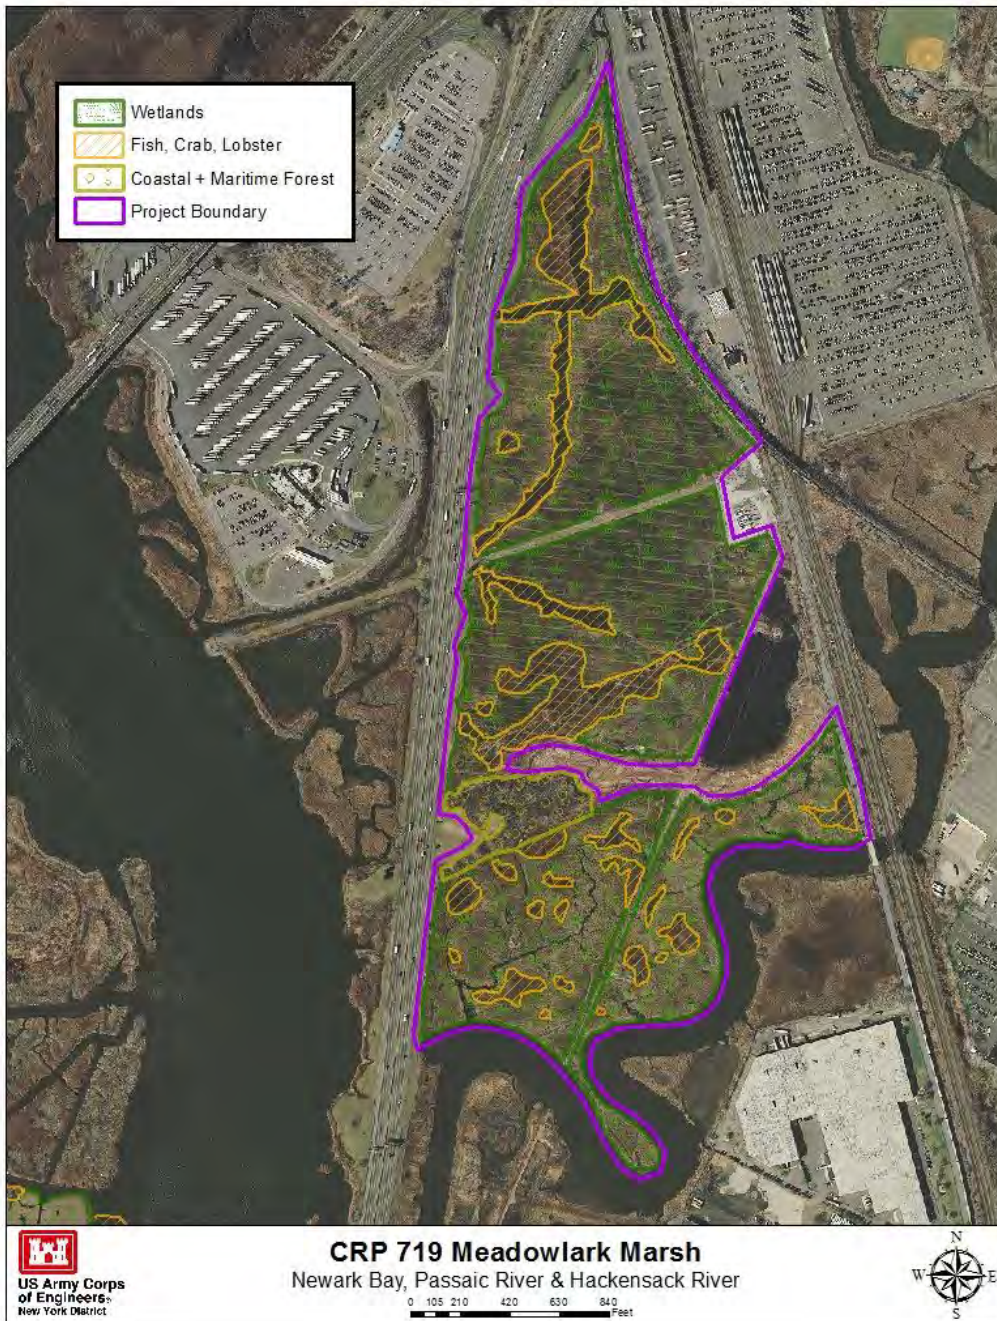 Wetlands
Fish, Crab, Lobster
Coastal + Maritime Forest
Project Boundary
US Army Corps
of Engineers®
New York District
CRP 719 Meadowlark Marsh
Newark Bay, Passaic River & Hackensack River
0 105 210 420 630 840
Feet
N
W E
S